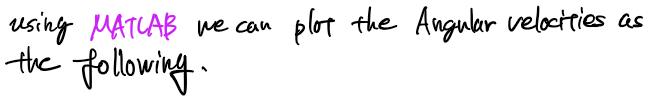 using MATLAB we can plot the Angular velocities as
the following.